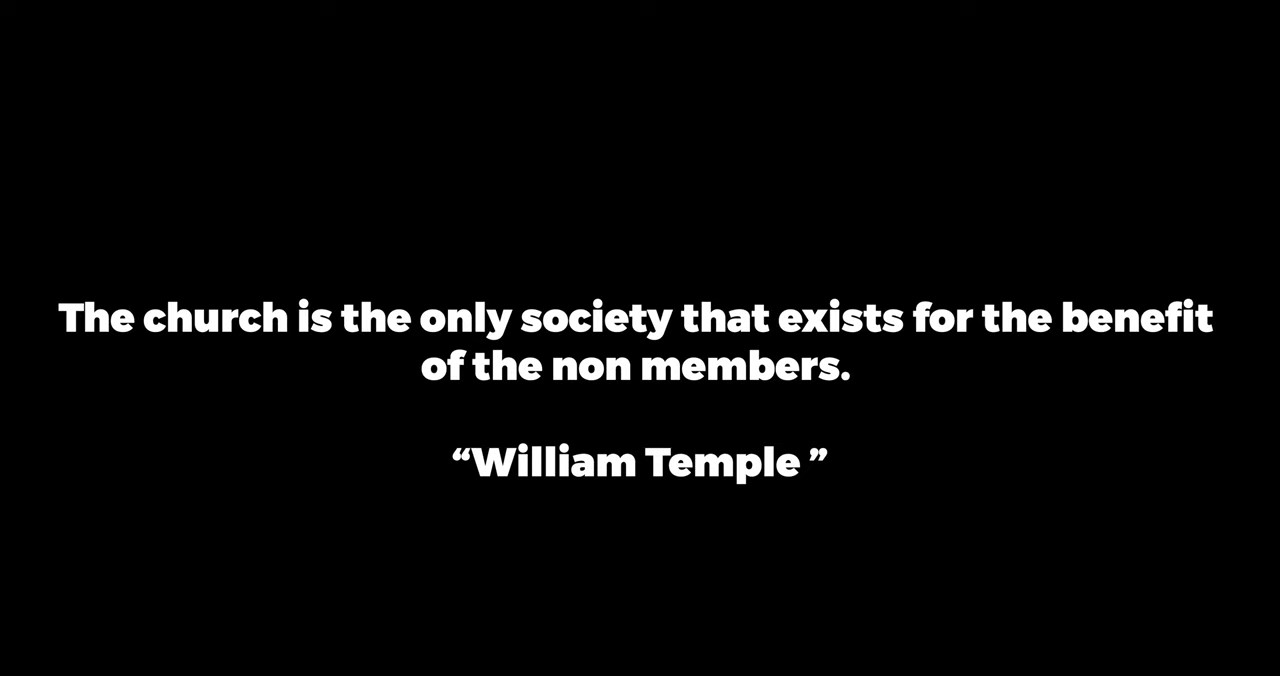 The church is the only society that exists for the benefit
of the non members.
“William Temple ”